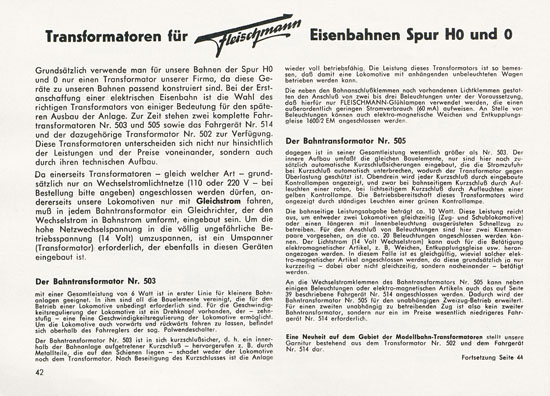 Transformatoren für Fleischmann Eisenbahnen Spur H0 und 0
Grundsätzlich verwende man für unsere Bahnen der Spur H0
und 0 nur einen Transformator unserer Firma, da diese Ge-
räte zu unseren Bahnen passend konstruiert sind. Bei der Erst-
anschaffung einer elektrischen Eisenbahn ist die Wahl des
richtigen Transformators von einiger Bedeutung für den späte-
ren Ausbau der Anlage. Zur Zeit stehen zwei komplette Fahr-
transformatoren Nr. 503 und 505 sowie das Fahrgerät Nr. 514
und der dazugehörige Transformator Nr. 502 zur Verfügung.
Diese Transformatoren unterscheiden sich nicht nur hinsichtlich
der Leistungen und der Preise voneinander, sondern auch
durch ihren technischen Aufbau.
Da einerseits Transformatoren - gleich welcher Art - grund-
sätzlich nur an Wechselstromlichtnetze (110 oder 220 V - bei
Bestellung bitte angeben) angeschlossen werden können, an-
dererseits unsere Lokomotiven nur mit Gleichstrom fahren,
muß in jedem Bahntransformator ein Gleichrichter, der den
Wechselstrom in Bahnstrom umformt, eingebaut sein. Um die
hohe Netzwechselspannung in die völlig ungefährliche Be-
triebsspannung (14 Volt) umzuspannen, ist ein Umspanner
(Transformator) erforderlich, der ebenfalls in diesen Geräten
eingebaut ist.
Der Bahntransformator Nr. 503
mit einer Gesamtleistung von 6 Watt ist in erster Linie für kleinere Bahn-
anlagen geeignet. In ihm sind all die Bauelemente vereinigt, die für den
Betrieb einer Lokomotive unbedingt erforderlich sind. Für die Geschwindig-
keitsregulierung der Lokomotive ist ein Drehknopf vorhanden, der - zehn-
stufig - eine feine Geschwindigkeitsregelung der Lokomotive ermöglicht.
Um die Lokomotive auch vorwärts und rückwärts fahren zu lassen, befindet
sich oberhalb des Fahrreglers der sog. Polwendeschalter.
Der Bahntransformator Nr. 503 ist in sich kurzschlußsicher, d. h. ein inner-
halb der Bahnanlage aufgetretener Kurzschluß - hervorgerufen z. B. durch
Metallteile, die auf den Schienen liegen - schadet weder der Lokomotive
noch dem Transformator. Nach Beseitigung des Kurzschlusses ist die Anlage
42
wieder voll betriebsfähig. Die Leistung dieses Transformators ist so bemes-
sen, daß damit eine Lokomotive mit anhängenden unbeleuchteten Wagen
betrieben werden kann.
Die neben den Bahnanschlußklemmen noch vorhandenen Lichtklemmen gestat-
ten den Anschluß von zwei bis drei Beleuchtungen unter der Voraussetzung,
daß hierfür nur FLEISCHMANN-Glühlampen verwendet werden, die einen
außerordentlich geringen Stromverbrauch (60 mA) aufweisen. An Stelle von
Beleuchtungen können auch elektro-magnetische Weichen und Entkupplungs-
gleise 1600/2 EM angeschlossen werden.
Der Bahntransformator Nr. 505
ist in seiner Gesamtleistung wesentlich größer als Nr. 503. Der
innere Aufbau umfaßt die gleichen Bauelemente, nur sind hier noch zu-
sätzlich automatische Kurzschlußsicherungen eingebaut, die die Stromzufuhr
bei Kurzschluß automatisch unterbrechen, wodurch der Transformator gegen
Überlastung geschützt ist. Obendrein wird jeder Kurzschluß durch eingebaute
Kontrollampen angezeigt, und zwar bei bahnseitigem Kurzschluß durch Auf-
leuchten einer roten, bei lichtseitigem Kurzschluß durch Aufleuchten einer
gelben Kontrollampe. Die Betriebsbereitschaft des Transformators wird
angezeigt durch ständiges Leuchten einer grünen Kontrollampe.
Die bahnseitige Leistungsabgabe beträgt ca. 10 Watt. Diese Leistung reicht
aus, um entweder zwei Lokomotiven gleichzeitig (Zug- und Schublokomotive)
oder einen längeren mit Innenbeleuchtung ausgerüsteten Schnellzug zu
betreiben. Für den Anschluß von Beleuchtungen sind hier zwei Klemmen-
paare vorgesehen, an die ca. 20 Beleuchtungen angeschlossen werden kön-
nen. Der Lichtstrom (14 Volt Wechselstrom) kann auch für die Betätigung
elektromagnetischer Artikel, z. B. Weichen, Entkupplungsgleise usw. heran-
gezogen werden. In diesem Falle ist es gleichgültig, wieviel solcher elek-
tro-magnetischer Artikel angeschlossen werden, da diese grundsätzlich ja nur
kurzzeitig - dabei aber nicht gleichzeitig, sondern nacheinander - betätigt
werden.
An die Wechselstromklemmen des Bahntransformators Nr. 505 kann neben
einigen Beleuchtungen oder elektro-magnetischen Artikeln auch das auf Seite
39 beschriebene Fahrgerät Nr. 514 angeschlossen werden. Dadurch wird der
Bahntransformator Nr. 505 für den unabhängigen Zweizug-Betrieb erweitert.
Für einen zweiten unabhängig zu betreibenden Zug ist also kein zweiter
Bahntransformator, sondern nur ein im Preise wesentlich niedrigeres Fahr-
gerät Nr. 514 erforderlich.
Eine Neuheit auf dem Gebiet der Modellbahn-Transformatoren stellt unsere
Garnitur bestehend aus dem Transformator Nr. 502 und dem Fahrgerät
Nr. 514 dar.
Fortsetzung Seite 44